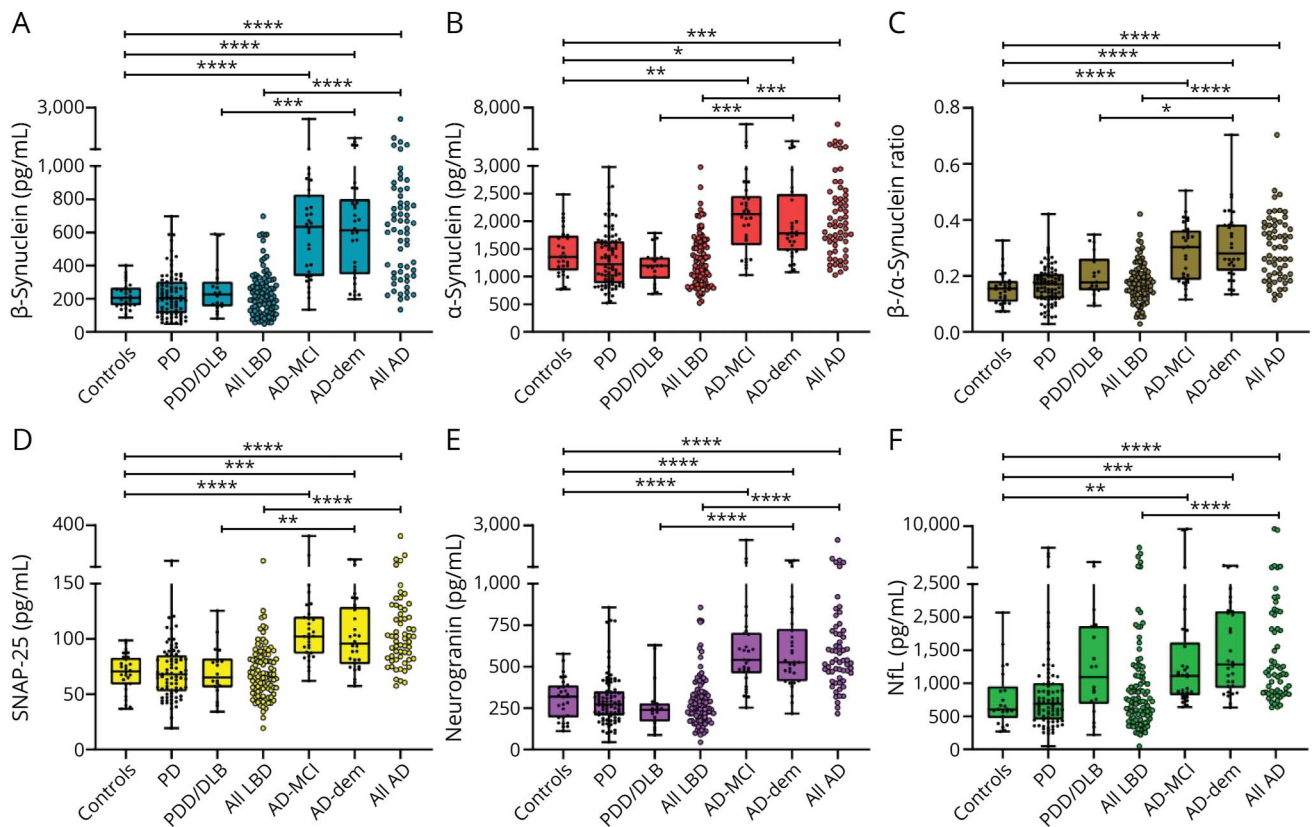 A
****
****
****
****
***
β-Synuclein (pg/mL)
3,000
1,000
800
600
400
200
0
Controls
PD
PDD/DLB
All LBD
AD-MCI
AD-dem
All AD
B
***
*
**
***
***
α-Synuclein (pg/mL)
8,000
3,000
2,500
2,000
1,500
1,000
500
0
Controls
PD
PDD/DLB
All LBD
AD-MCI
AD-dem
All AD
C
****
****
****
****
*
β-/α-Synuclein ratio
0.8
0.6
0.4
0.2
0.0
Controls
PD
PDD/DLB
All LBD
AD-MCI
AD-dem
All AD
D
****
***
****
****
**
SNAP-25 (pg/mL)
400
150
100
50
0
Controls
PD
PDD/DLB
All LBD
AD-MCI
AD-dem
All AD
E
****
****
****
****
****
Neurogranin (pg/mL)
3,000
1,000
750
500
250
0
Controls
PD
PDD/DLB
All LBD
AD-MCI
AD-dem
All AD
F
****
***
**
****
NfL (pg/mL)
10,000
2,500
2,500
1,500
1,000
500
0
Controls
PD
PDD/DLB
All LBD
AD-MCI
AD-dem
All AD